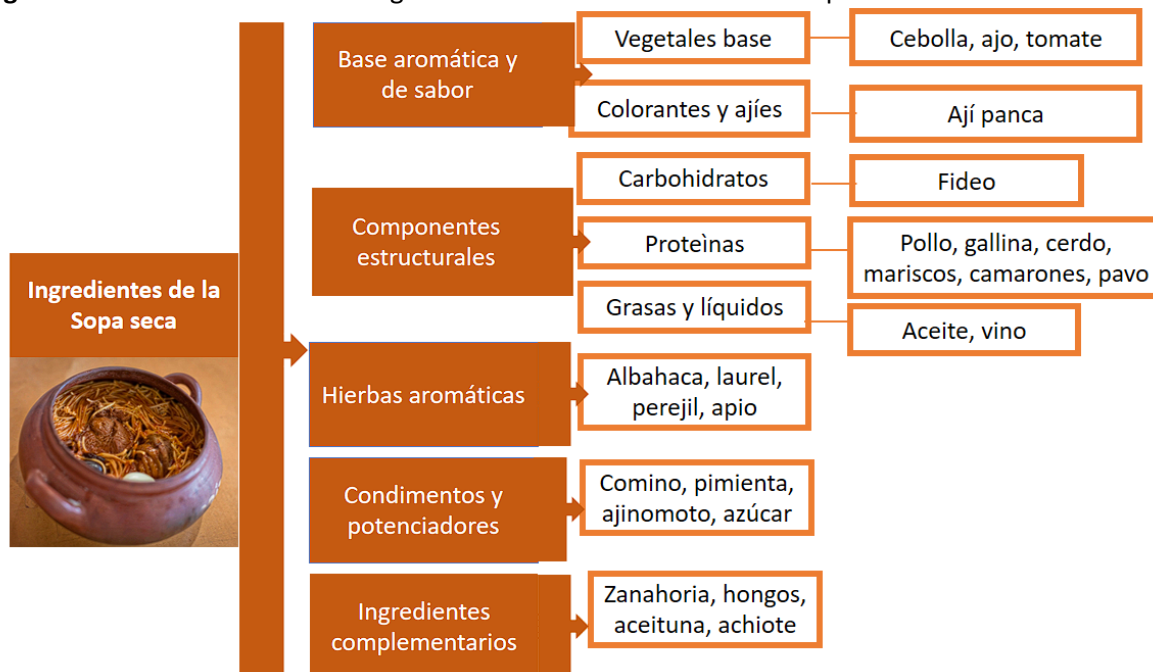 Ingredientes de la
Sopa seca
Base aromática y
de sabor
Vegetales base
Cebolla, ajo, tomate
Colorantes y ajíes
Ají panca
Componentes
estructurales
Carbohidratos
Fideo
Proteìnas
Pollo, gallina, cerdo,
mariscos, camarones, pavo
Grasas y líquidos
Aceite, vino
Hierbas aromáticas
Albahaca, laurel,
perejil, apio
Condimentos y
potenciadores
Comino, pimienta,
ajinomoto, azúcar
Ingredientes
complementarios
Zanahoria, hongos,
aceituna, achiote